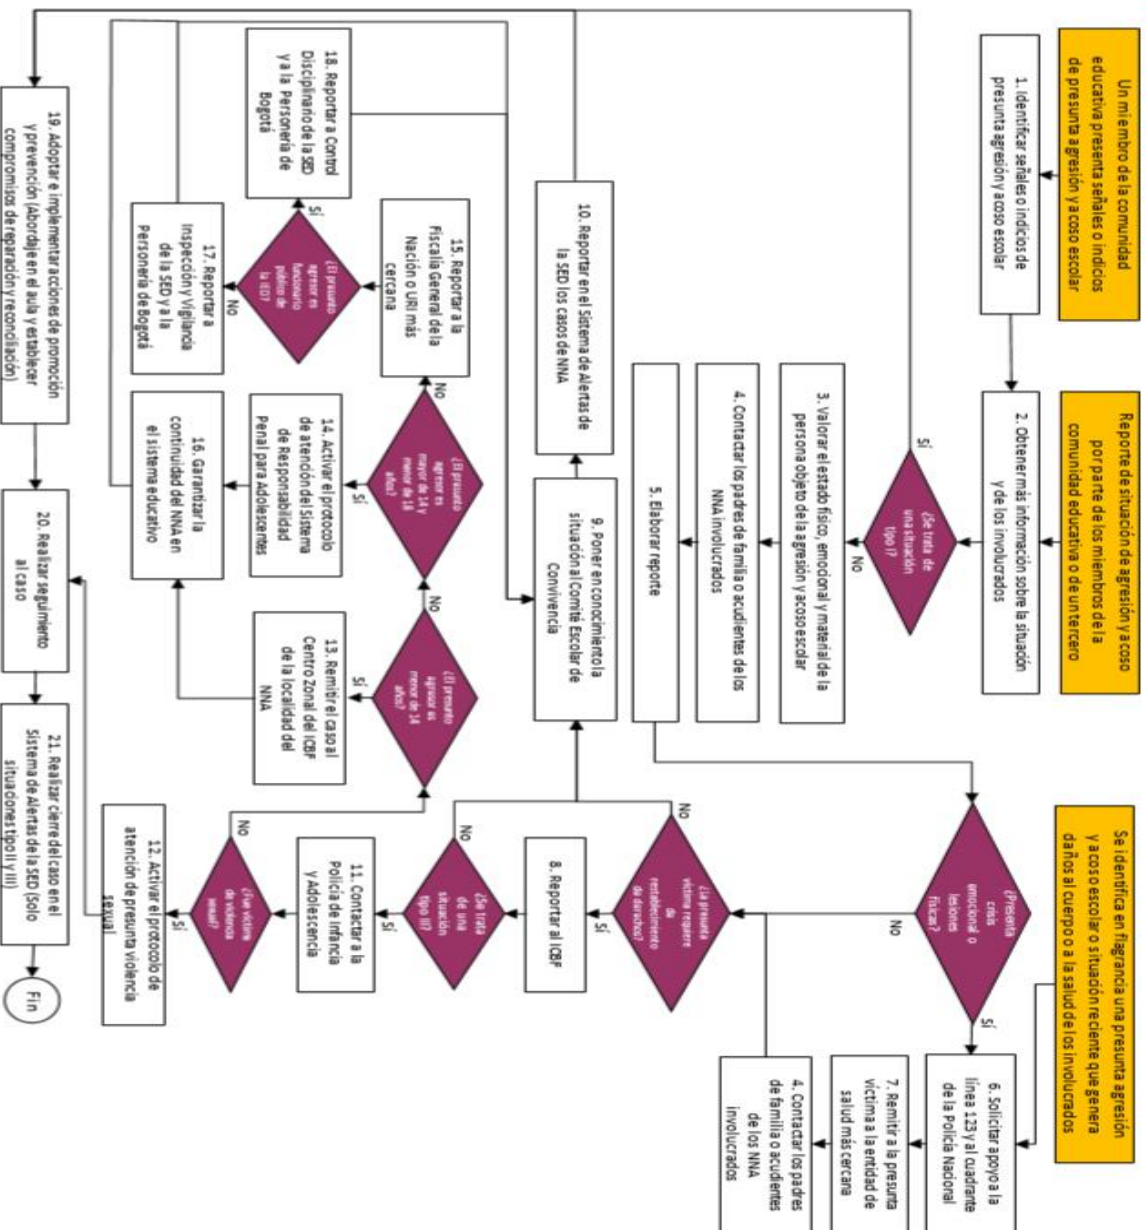 Un miembro de la comunidad
educativa presenta señales o indicios
de presunta agresión y acoso escolar
Reporte de situación de agresión y acoso
por parte de los miembros de la
comunidad educativa o de un tercero
Se identifica en flagrancia una presunta agresión
y acoso escolar o situación reciente que genera
daños al cuerpo o a la salud de los involucrados
1. Identificar señales o indicios de
presunta agresión y acoso escolar
2. Obtener más información sobre la situación
y de los involucrados
¿Se trata de
una situación
tipo I?
Sí
No
3. Valorar el estado físico, emocional y material de la
persona objeto de la agresión y acoso escolar
4. Contactar los padres de familia o acudientes de los
NNA involucrados
5. Elaborar reporte
¿Presenta
crisis
emocional o
lesiones
físicas?
No
Sí
6. Solicitar apoyo a la
línea 123 y al cuadrante
de la Policía Nacional
7. Remitir a la presunta
víctima a la entidad de
salud más cercana
4. Contactar los padres
de familia o acudientes
de los NNA
involucrados
¿La presunta
víctima requiere
de
restablecimiento
de derechos?
No
Sí
8. Reportar al ICBF
9. Poner en conocimiento la
situación al Comité Escolar de
Convivencia
10. Reportar en el Sistema de Alertas de
la SED los casos de NNA
¿Se trata
de una
situación
tipo II?
No
Sí
11. Contactar a la
Policía de Infancia
y Adolescencia
¿Fue víctima
de violencia
sexual?
No
Sí
12. Activar el protocolo de
atención de presunta violencia
sexual
¿El presunto
agresor es
menor de 14
años?
No
Sí
13. Remitir el caso al
Centro Zonal del ICBF
de la localidad del
NNA
¿El presunto
agresor es
mayor de 14 y
menor de 18
años?
No
Sí
14. Activar el protocolo
de atención del Sistema
de Responsabilidad
Penal para Adolescentes
15. Reportar a la
Fiscalía General de la
Nación o URI más
cercana
16. Garantizar la
continuidad del NNA en
el sistema educativo
¿El presunto
agresor es
funcionario
público de
la IED?
Sí
No
17. Reportar a
Inspección y Vigilancia
de la SED y a la
Personería de Bogotá
18. Reportar a Control
Disciplinario de la SED
y a la Personería de
Bogotá
19. Adoptar e implementar acciones de promoción
y prevención (Abordaje en el aula y establecer
compromisos de reparación y reconciliación)
20. Realizar seguimiento
al caso
21. Realizar cierre del caso en el
Sistema de Alertas de la SED (Solo
situaciones tipo II y III)
Fin